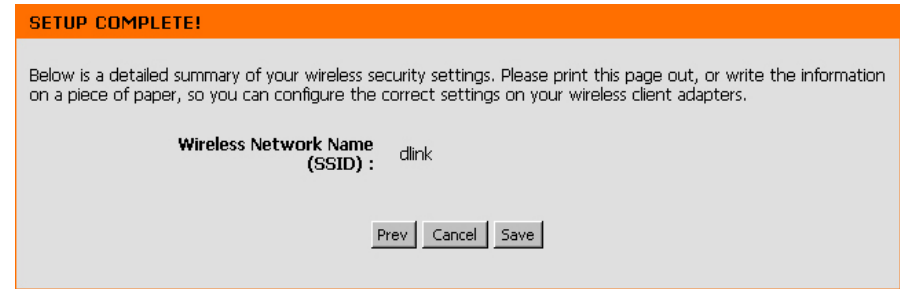 SETUP COMPLETE!
Below is a detailed summary of your wireless security settings. Please print this page out, or write the information
on a piece of paper, so you can configure the correct settings on your wireless client adapters.
Wireless Network Name
(SSID) : dlink
Prev Cancel Save